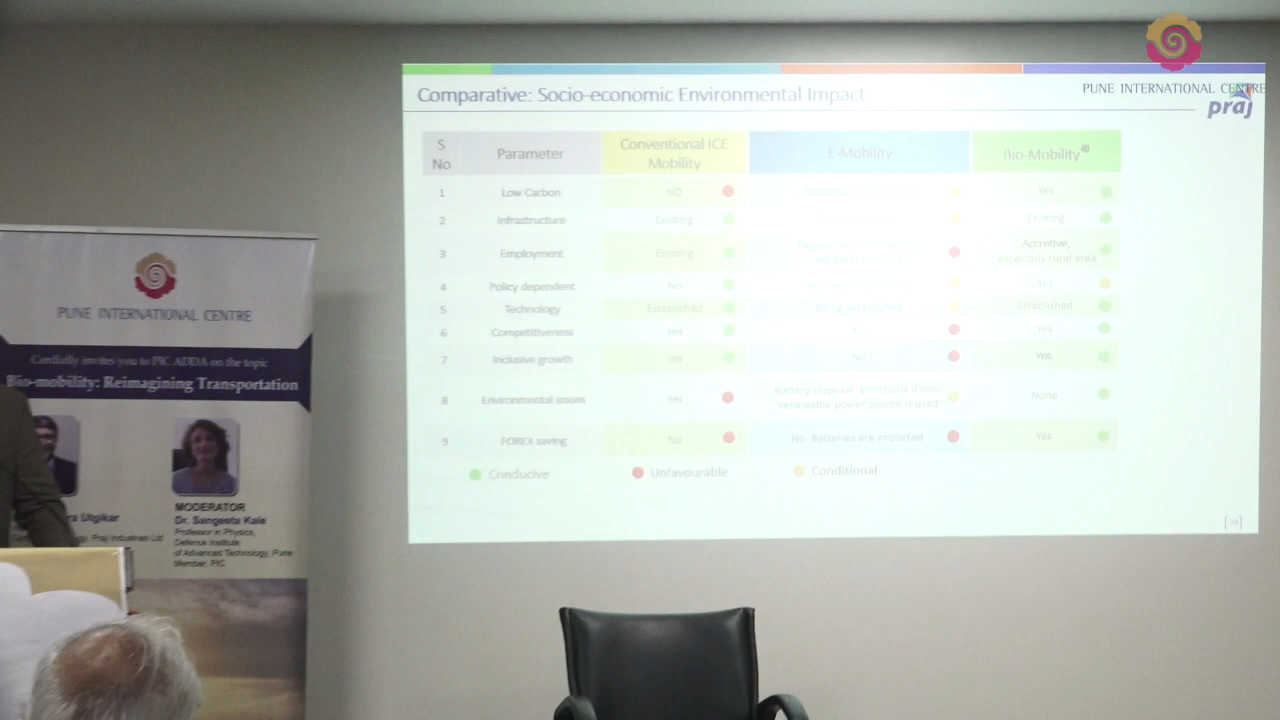 PUNE INTERNATIONAL CENTRE
praj
Comparative: Socio-economic Environmental Impact
S No Parameter Conventional ICE Mobility E-Mobility Bio-Mobility®
1 Low Carbon NO Yes
2 Infrastructure Existing Existing
3 Employment Existing Accretive, especially rural area
4 Policy dependent No Yes
5 Technology Established Being established Established
6 Competitiveness Yes Yes
7 Inclusive growth Yes No Yes
8 Environmental issues Yes Battery disposal, emissions if non-renewable power source is used None
9 FOREX saving No No. Batteries are imported Yes
Conducive Unfavourable Conditional
PUNE INTERNATIONAL CENTRE
Cordially invites you to PIC ADDA on the topic
Bio-mobility: Reimagining Transportation
Utgikar
Praj Industries Ltd
MODERATOR
Dr. Sangeeta Kale
Professor in Physics,
Defence Institute
of Advanced Technology, Pune
Member, PIC